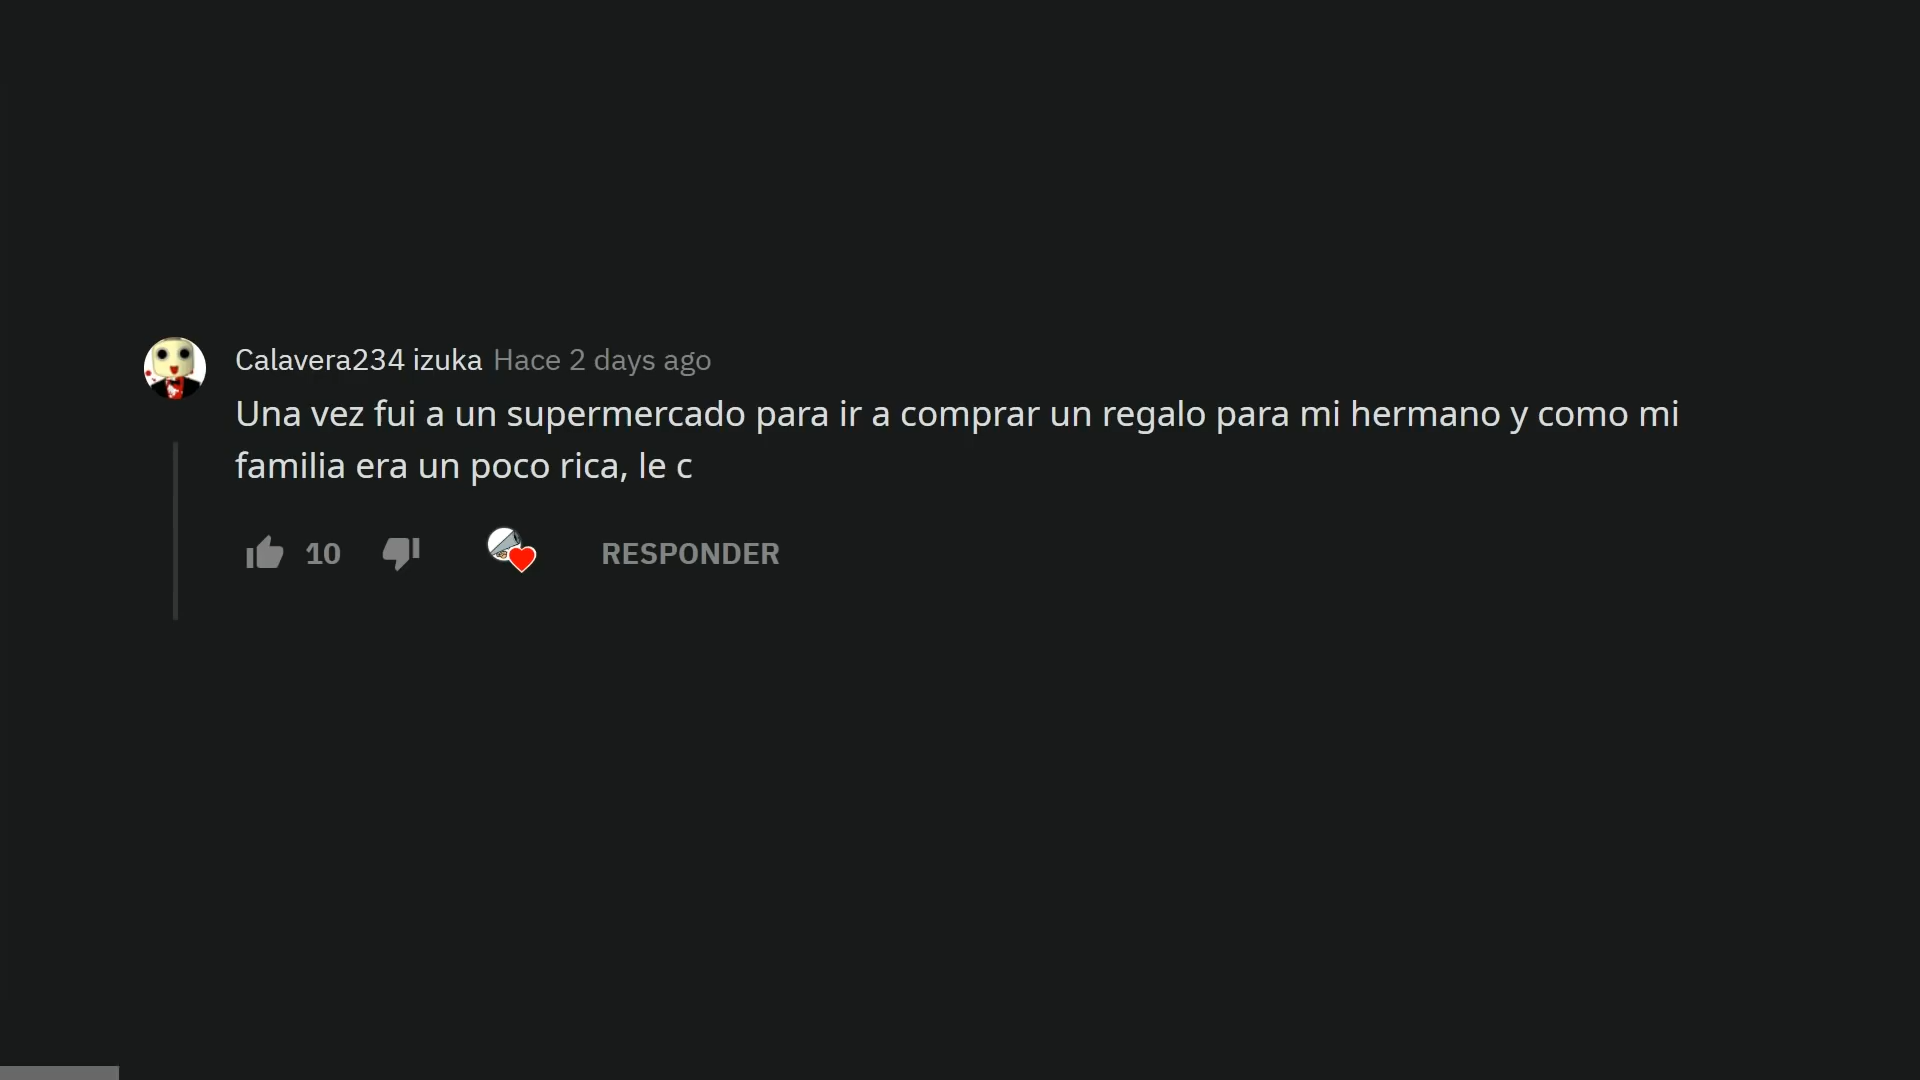 Calavera234 izuka Hace 2 days ago
Una vez fui a un supermercado para ir a comprar un regalo para mi hermano y como mi
familia era un poco rica, le c
10 RESPONDER